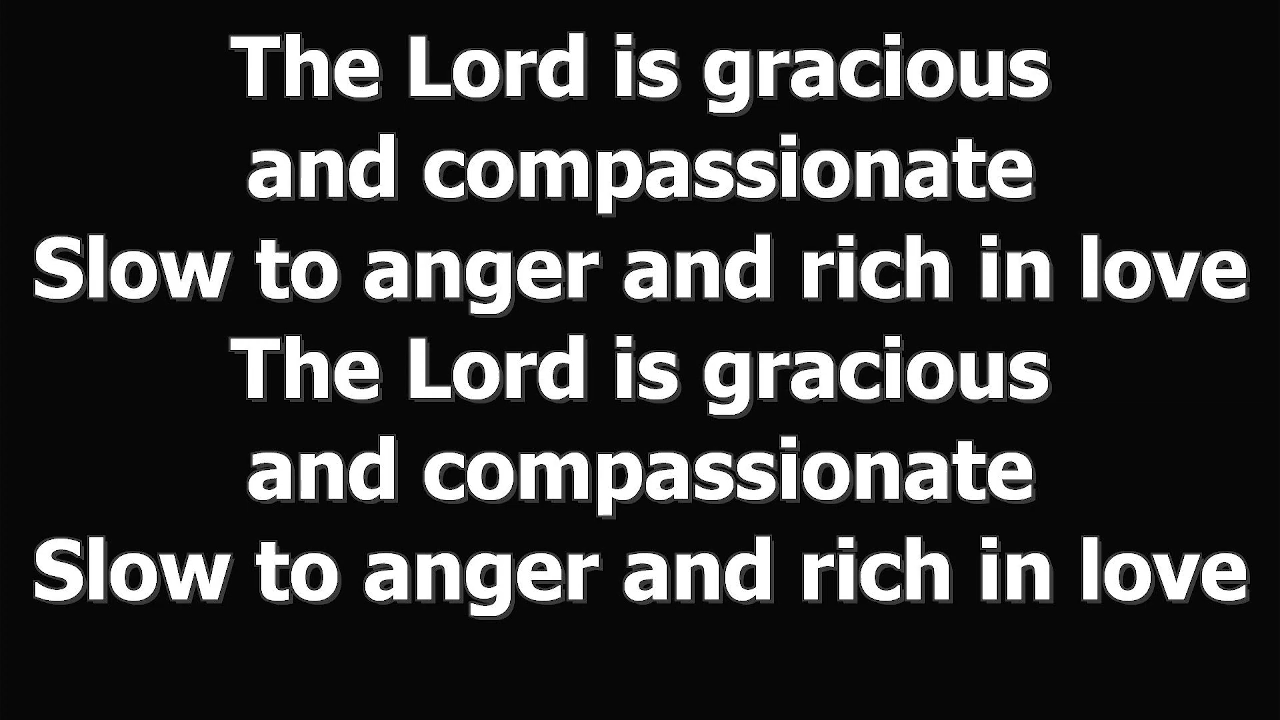 The Lord is gracious
and compassionate
Slow to anger and rich in love
The Lord is gracious
and compassionate
Slow to anger and rich in love